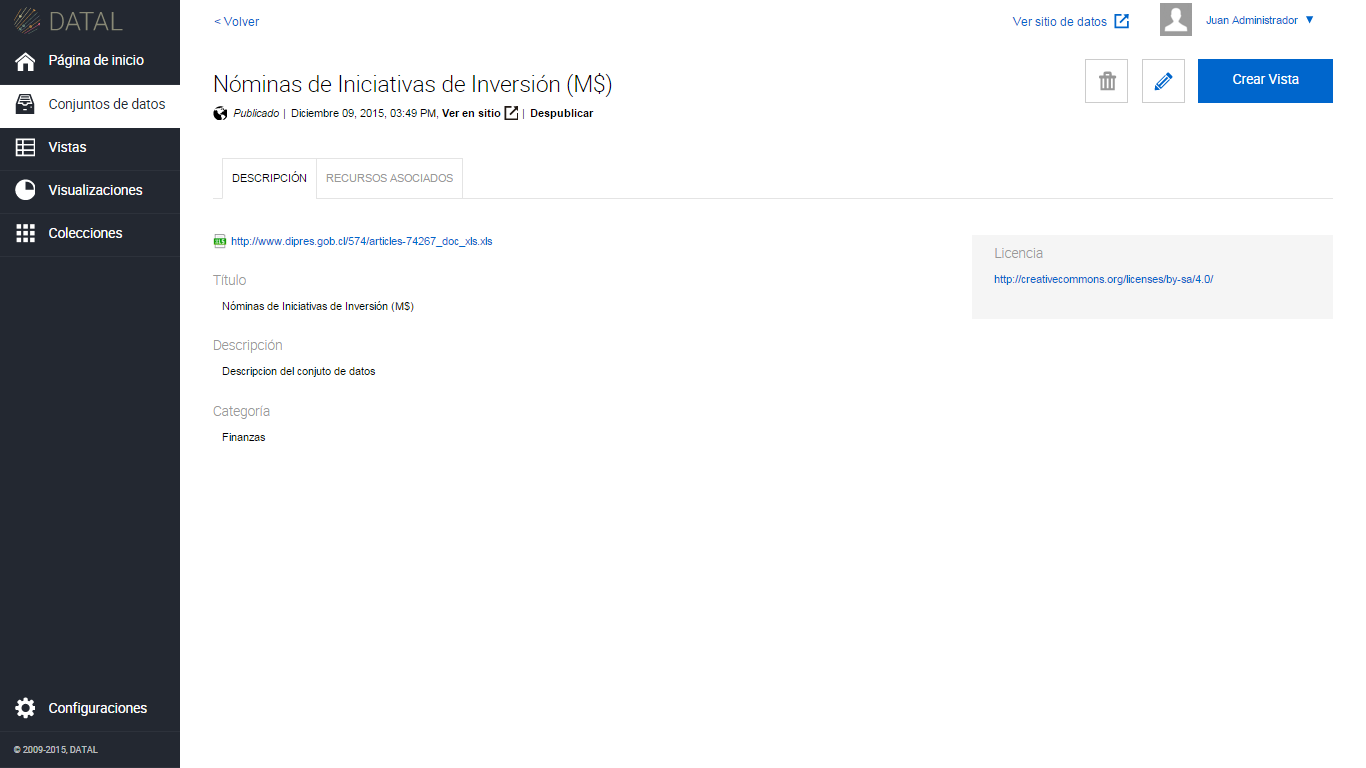 DATAL
Página de inicio
Conjuntos de datos
Vistas
Visualizaciones
Colecciones
Configuraciones
© 2009-2015, DATAL
< Volver
Ver sitio de datos
Juan Administrador ▼
Nóminas de Iniciativas de Inversión (M$)
Publicado | Diciembre 09, 2015, 03:49 PM, Ver en sitio | Despublicar
Crear Vista
DESCRIPCIÓN
RECURSOS ASOCIADOS
XLS http://www.dipres.gob.cl/574/articles-74267_doc_xls.xls
Título
Nóminas de Iniciativas de Inversión (M$)
Descripción
Descripcion del conjuto de datos
Categoría
Finanzas
Licencia
http://creativecommons.org/licenses/by-sa/4.0/